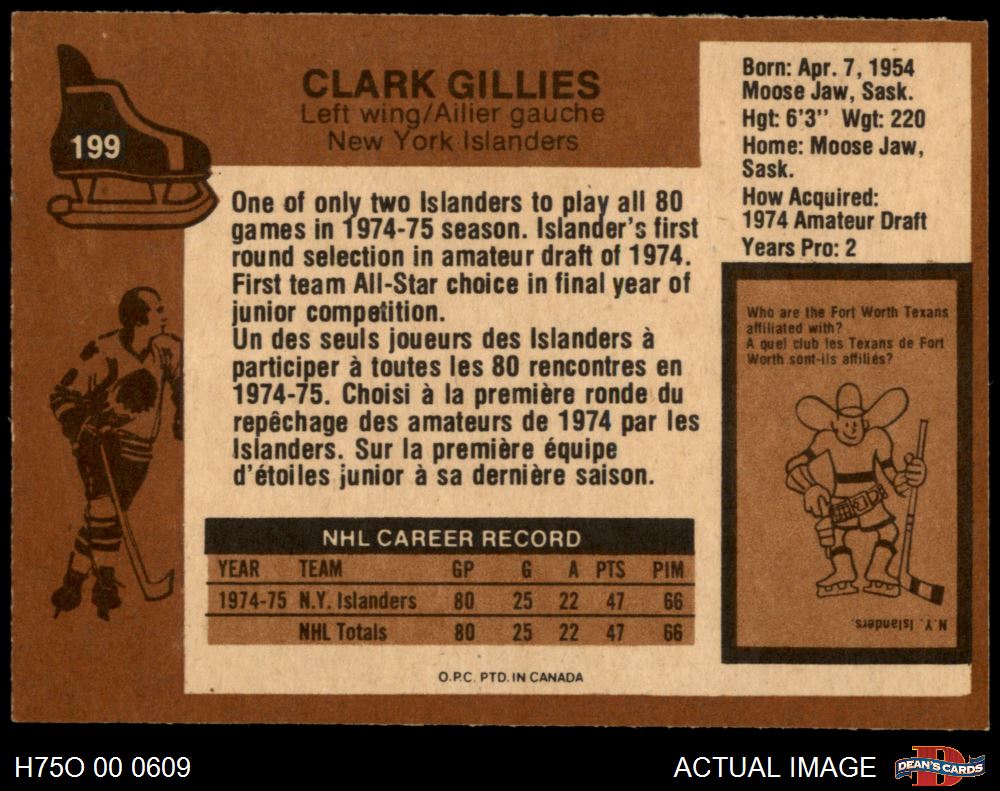 199
CLARK GILLIES
Left wing/Ailier gauche
New York Islanders
Born: Apr. 7, 1954
Moose Jaw, Sask.
Hgt: 6'3" Wgt: 220
Home: Moose Jaw,
Sask.
How Acquired:
1974 Amateur Draft
Years Pro: 2
One of only two Islanders to play all 80
games in 1974-75 season. Islander's first
round selection in amateur draft of 1974.
First team All-Star choice in final year of
junior competition.
Un des seuls joueurs des Islanders à
participer à toutes les 80 rencontres en
1974-75. Choisi à la première ronde du
repêchage des amateurs de 1974 par les
Islanders. Sur la première équipe
d'étoiles junior à sa dernière saison.
Who are the Fort Worth Texans
affiliated with?
A quel club les Texans de Fort
Worth sont-ils affiliés?
N.Y. Islanders.
NHL CAREER RECORD
YEAR TEAM GP G A PTS PIM
1974-75 N.Y. Islanders 80 25 22 47 66
NHL Totals 80 25 22 47 66
O.P.C. PTD. IN CANADA
H75O 00 0609
ACTUAL IMAGE
D
DEAN'S CARDS